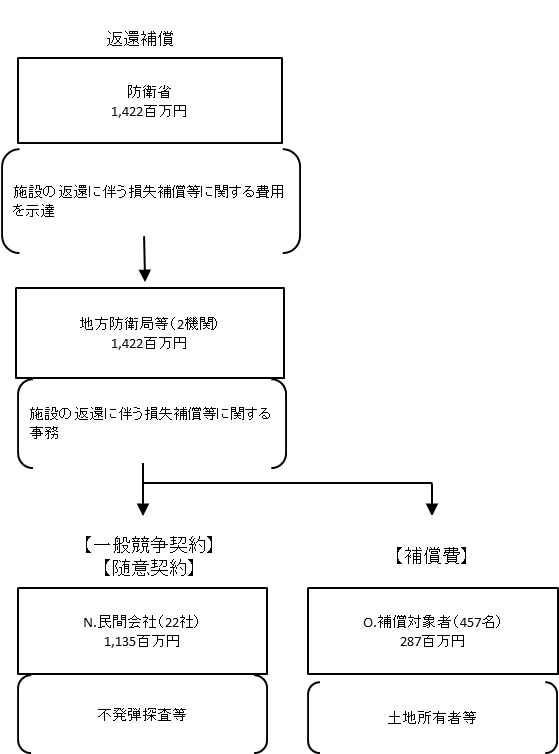 返還補償
防衛省
1,422百万円
施設の返還に伴う損失補償等に関する費用
を示達
地方防衛局等(2機関)
1,422百万円
施設の返還に伴う損失補償等に関する
事務
【一般競争契約】
【随意契約】
N.民間会社(22社)
1,135百万円
不発弾探査等
【補償費】
O.補償対象者(457名)
287百万円
土地所有者等